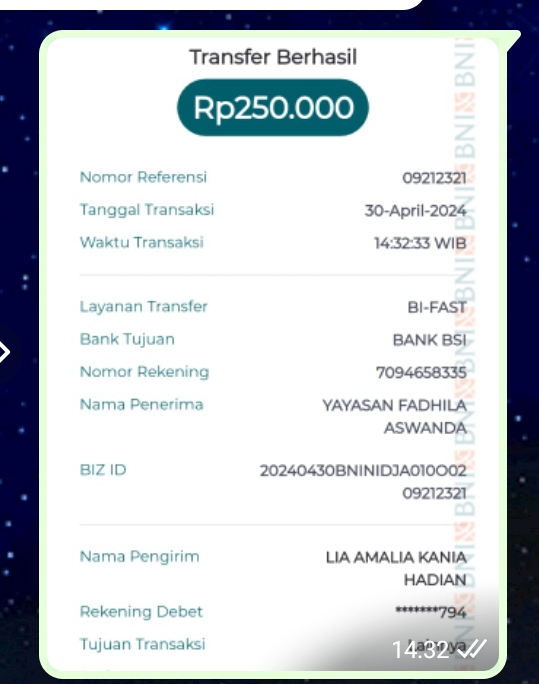 Transfer Berhasil
Rp250.000
Nomor Referensi 09212321
Tanggal Transaksi 30-April-2024
Waktu Transaksi 14:32:33 WIB
Layanan Transfer BI-FAST
Bank Tujuan BANK BSI
Nomor Rekening 7094658335
Nama Penerima YAYASAN FADHILA
ASWANDA
BIZ ID 20240430BNINIDJA010O02
09212321
Nama Pengirim LIA AMALIA KANIA
HADIAN
Rekening Debet *******794
Tujuan Transaksi Lainnya
14.32
BNI BNI BNI BNI BNI BNI BNI BNI